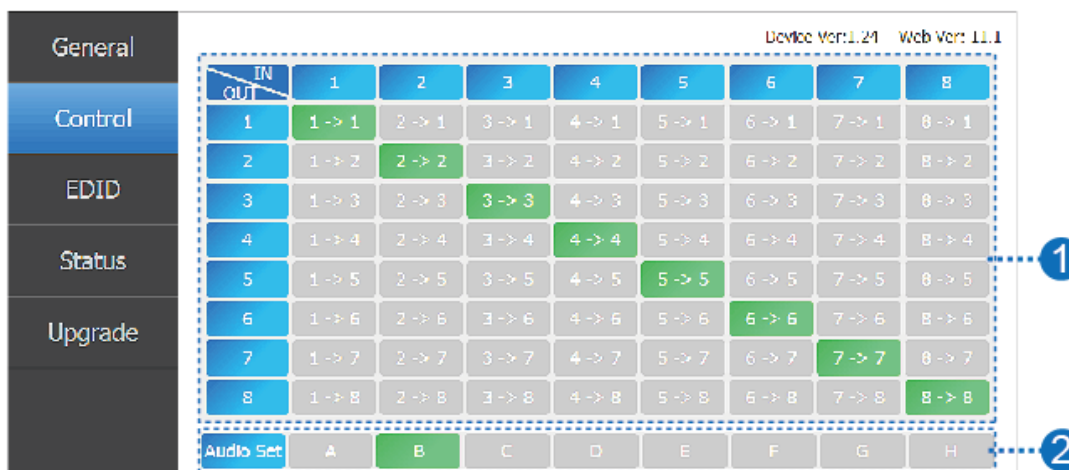 General
Control
EDID
Status
Upgrade
Device Ver:1.24 Web Ver: 11.1
IN
OUT
1 2 3 4 5 6 7 8
1 1 -> 1 2 -> 1 3 -> 1 4 -> 1 5 -> 1 6 -> 1 7 -> 1 8 -> 1
2 1 -> 2 2 -> 2 3 -> 2 4 -> 2 5 -> 2 6 -> 2 7 -> 2 8 -> 2
3 1 -> 3 2 -> 3 3 -> 3 4 -> 3 5 -> 3 6 -> 3 7 -> 3 8 -> 3
4 1 -> 4 2 -> 4 3 -> 4 4 -> 4 5 -> 4 6 -> 4 7 -> 4 8 -> 4
5 1 -> 5 2 -> 5 3 -> 5 4 -> 5 5 -> 5 6 -> 5 7 -> 5 8 -> 5
6 1 -> 6 2 -> 6 3 -> 6 4 -> 6 5 -> 6 6 -> 6 7 -> 6 8 -> 6
7 1 -> 7 2 -> 7 3 -> 7 4 -> 7 5 -> 7 6 -> 7 7 -> 7 8 -> 7
8 1 -> 8 2 -> 8 3 -> 8 4 -> 8 5 -> 8 6 -> 8 7 -> 8 8 -> 8
1
Audio Set A B C D E F G H
2